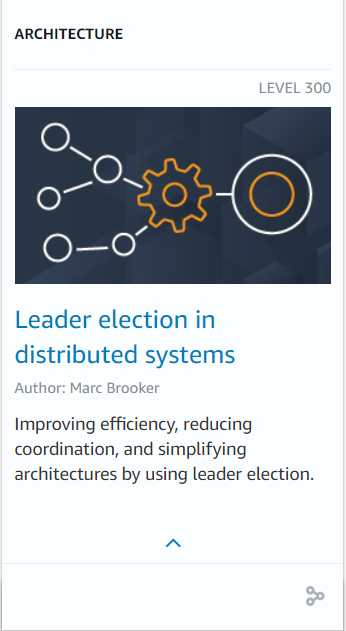 ARCHITECTURE
LEVEL 300
Leader election in
distributed systems
Author: Marc Brooker
Improving efficiency, reducing
coordination, and simplifying
architectures by using leader election.